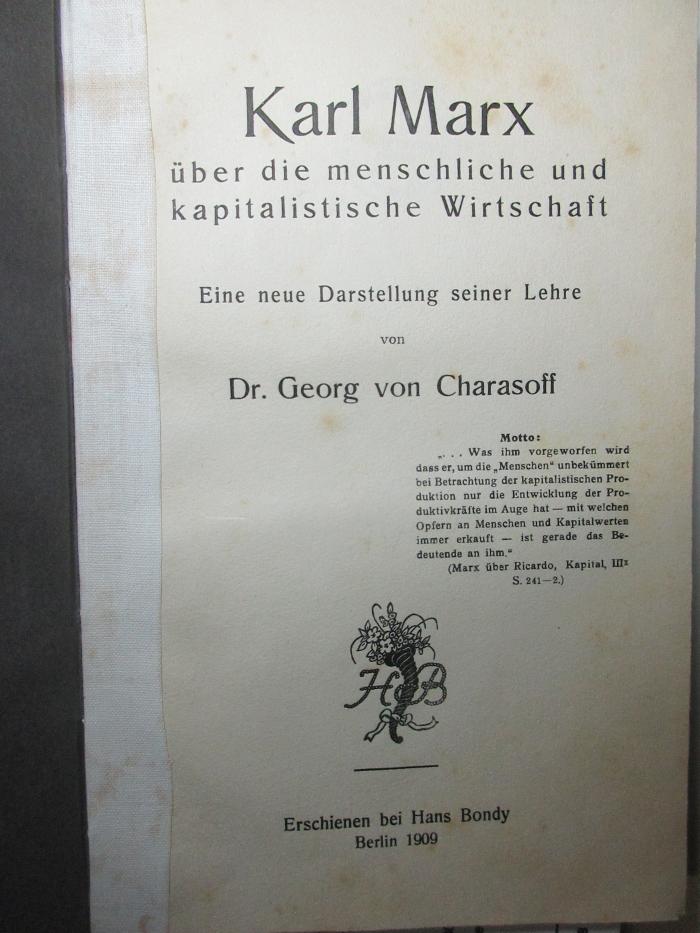 Karl Marx
über die menschliche und
kapitalistische Wirtschaft
Eine neue Darstellung seiner Lehre
von
Dr. Georg von Charasoff
Motto:
„. . . Was ihm vorgeworfen wird
dass er, um die „Menschen“ unbekümmert
bei Betrachtung der kapitalistischen Pro-
duktion nur die Entwicklung der Pro-
duktivkräfte im Auge hat — mit welchen
Opfern an Menschen und Kapitalwerten
immer erkauft — ist gerade das Be-
deutende an ihm.“
(Marx über Ricardo, Kapital, III¹
S. 241—2.)
H B
Erschienen bei Hans Bondy
Berlin 1909